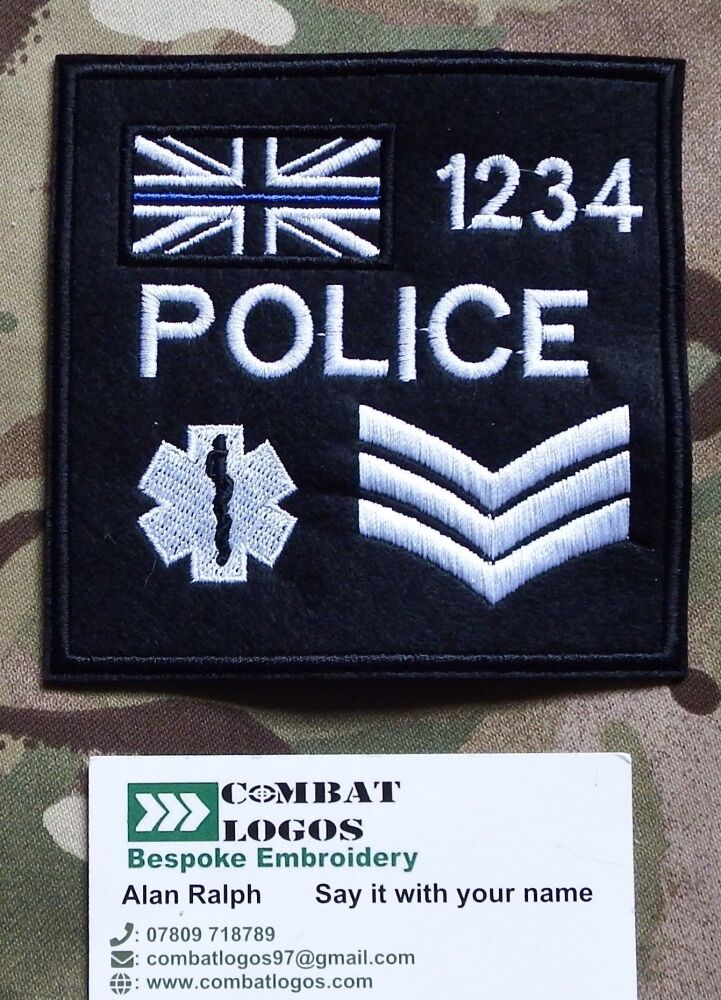 1234
POLICE
COMBAT
LOGOS
Bespoke Embroidery
Alan Ralph Say it with your name
: 07809 718789
: combatlogos97@gmail.com
: www.combatlogos.com